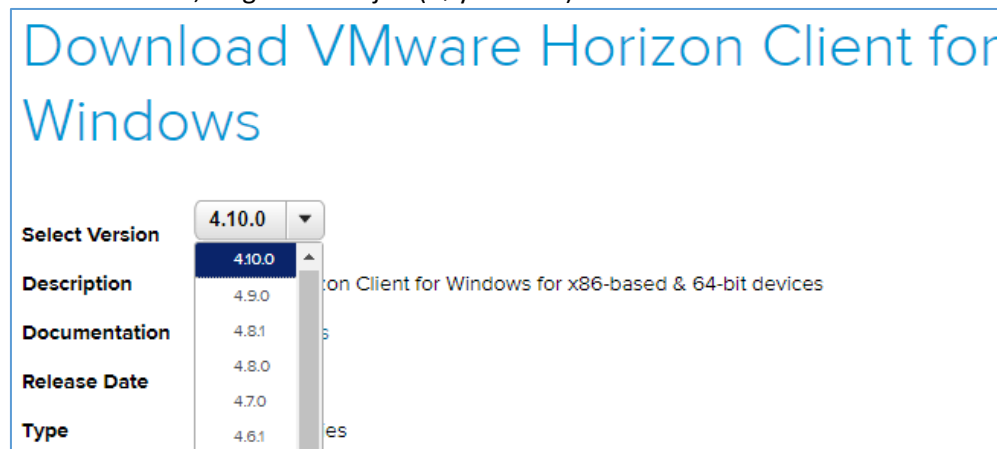 Download VMware Horizon Client for
Windows
Select Version 4.10.0
4.10.0
Description on Client for Windows for x86-based & 64-bit devices
4.9.0
Documentation 4.8.1 s
4.8.0
Release Date
4.7.0
Type 4.6.1 es